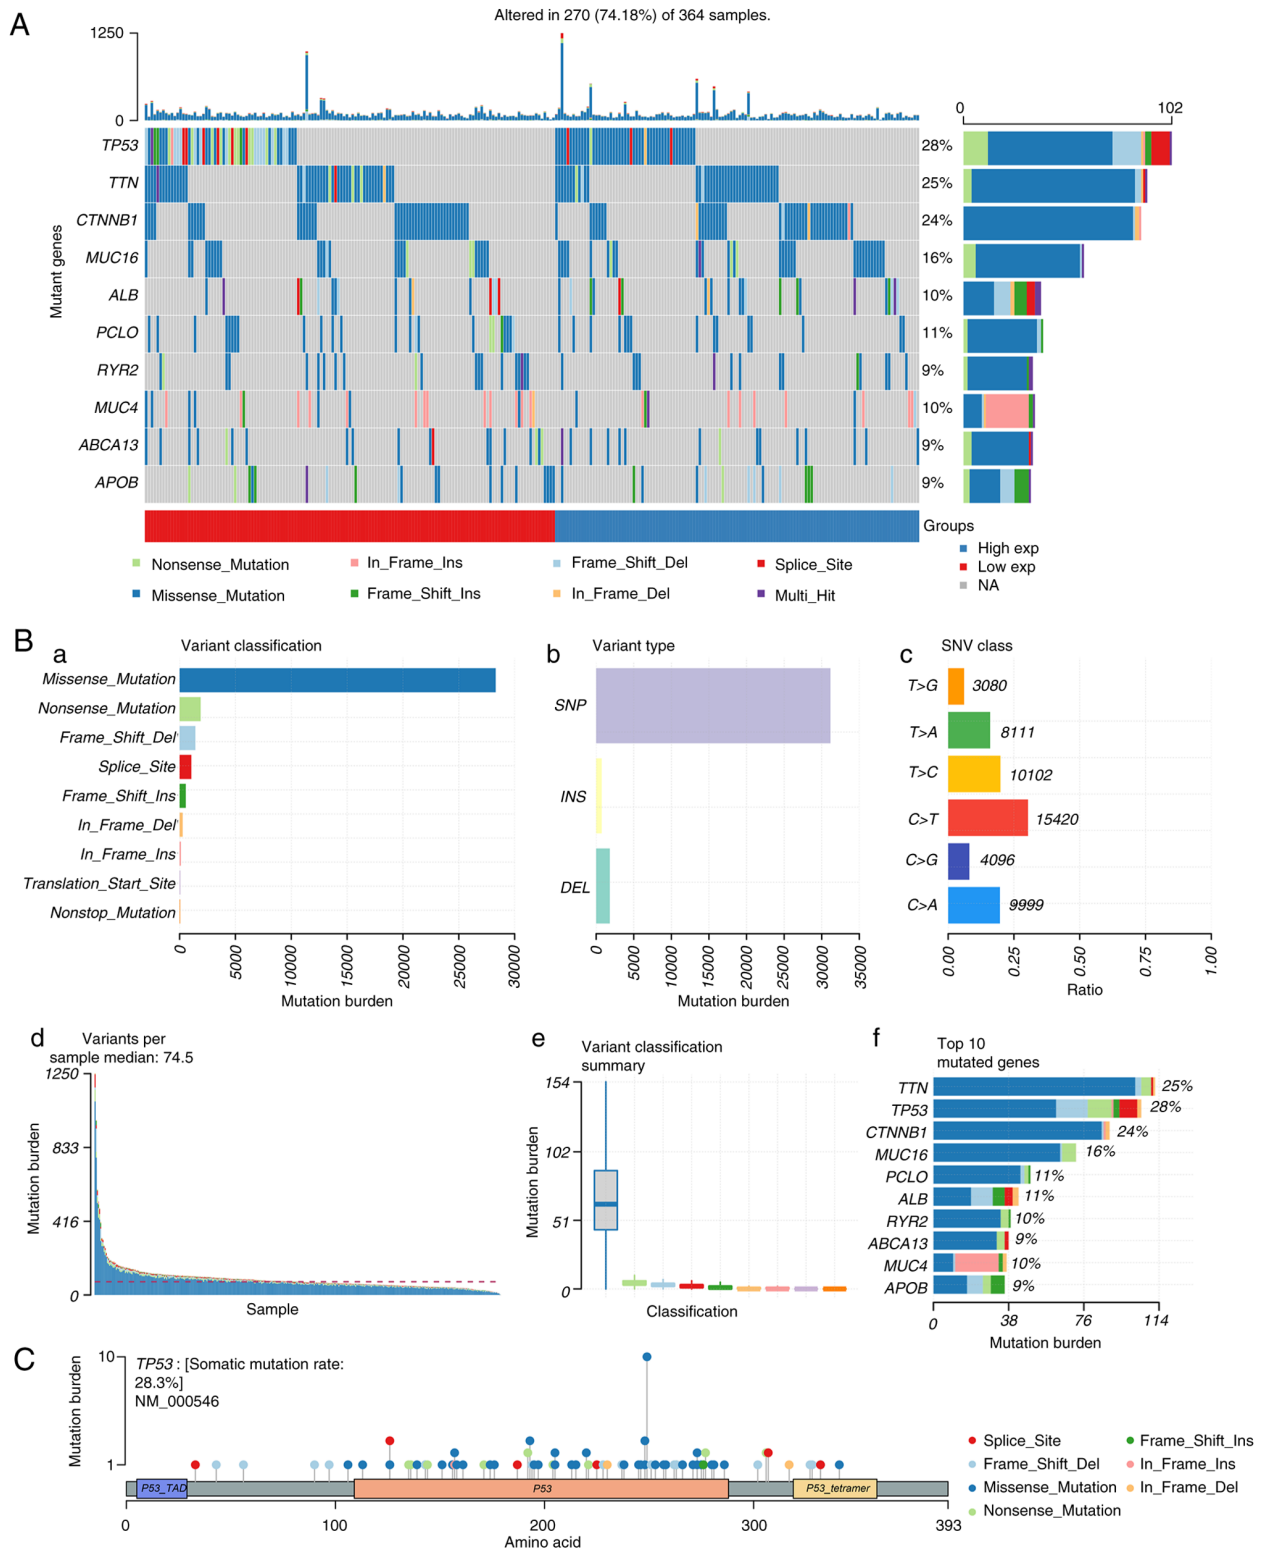 A
Altered in 270 (74.18%) of 364 samples.
1250
0
0 102
Mutant genes
TP53 28%
TTN 25%
CTNNB1 24%
MUC16 16%
ALB 10%
PCLO 11%
RYR2 9%
MUC4 10%
ABCA13 9%
APOB 9%
Groups
High exp
Low exp
NA
Nonsense_Mutation In_Frame_Ins Frame_Shift_Del Splice_Site
Missense_Mutation Frame_Shift_Ins In_Frame_Del Multi_Hit
B
a
Variant classification
Missense_Mutation
Nonsense_Mutation
Frame_Shift_Del
Splice_Site
Frame_Shift_Ins
In_Frame_Del
In_Frame_Ins
Translation_Start_Site
Nonstop_Mutation
0 5000 10000 15000 20000 25000 30000
Mutation burden
b
Variant type
SNP
INS
DEL
0 5000 10000 15000 20000 25000 30000 35000
Mutation burden
c
SNV class
T>G 3080
T>A 8111
T>C 10102
C>T 15420
C>G 4096
C>A 9999
0.00 0.25 0.50 0.75 1.00
Ratio
d
Variants per
sample median: 74.5
1250
833
416
0
Mutation burden
Sample
e
Variant classification
summary
154
102
51
0
Mutation burden
Classification
f
Top 10
mutated genes
TTN 25%
TP53 28%
CTNNB1 24%
MUC16 16%
PCLO 11%
ALB 11%
RYR2 10%
ABCA13 9%
MUC4 10%
APOB 9%
0 38 76 114
Mutation burden
C
Mutation burden
10
1
TP53 : [Somatic mutation rate:
28.3%]
NM_000546
P53_TAD P53 P53_tetramer
0 100 200 300 393
Amino acid
Splice_Site Frame_Shift_Ins
Frame_Shift_Del In_Frame_Ins
Missense_Mutation In_Frame_Del
Nonsense_Mutation